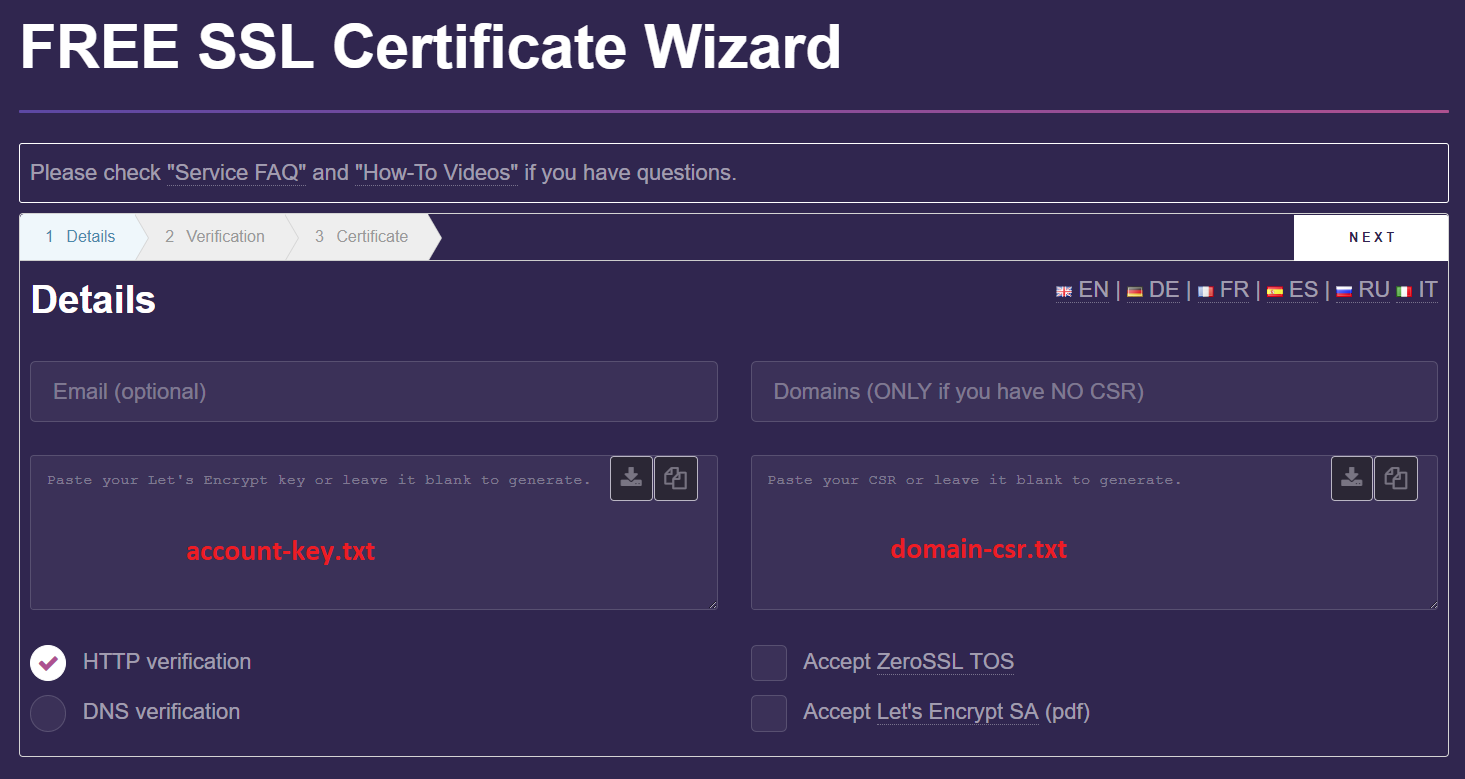 FREE SSL Certificate Wizard
Please check "Service FAQ" and "How-To Videos" if you have questions.
1 Details 2 Verification 3 Certificate NEXT
Details
EN | DE | FR | ES | RU IT
Email (optional)
Domains (ONLY if you have NO CSR)
Paste your Let's Encrypt key or leave it blank to generate.
account-key.txt
Paste your CSR or leave it blank to generate.
domain-csr.txt
HTTP verification
DNS verification
Accept ZeroSSL TOS
Accept Let's Encrypt SA (pdf)